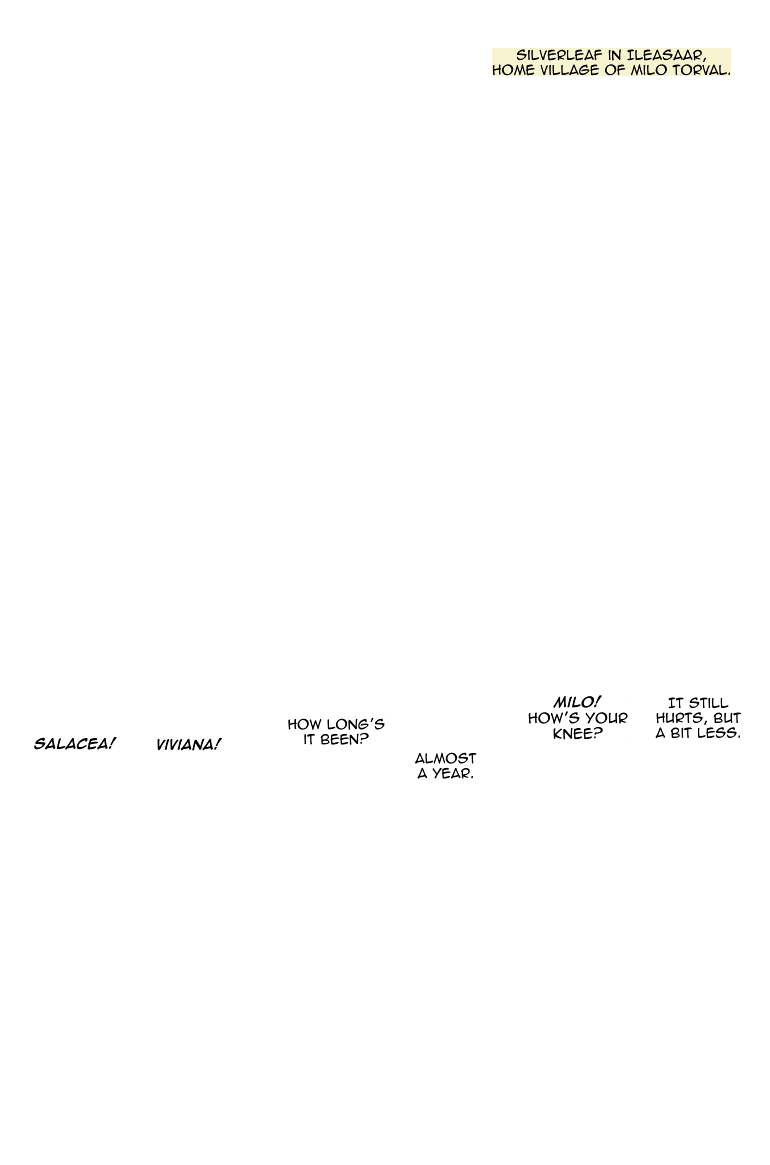 SILVERLEAF IN ILEASAAR,
HOME VILLAGE OF MILO TORVAL.
SALACEA!
VIVIANA!
HOW LONG'S
IT BEEN?
ALMOST
A YEAR.
MILO!
HOW'S YOUR
KNEE?
IT STILL
HURTS, BUT
A BIT LESS.